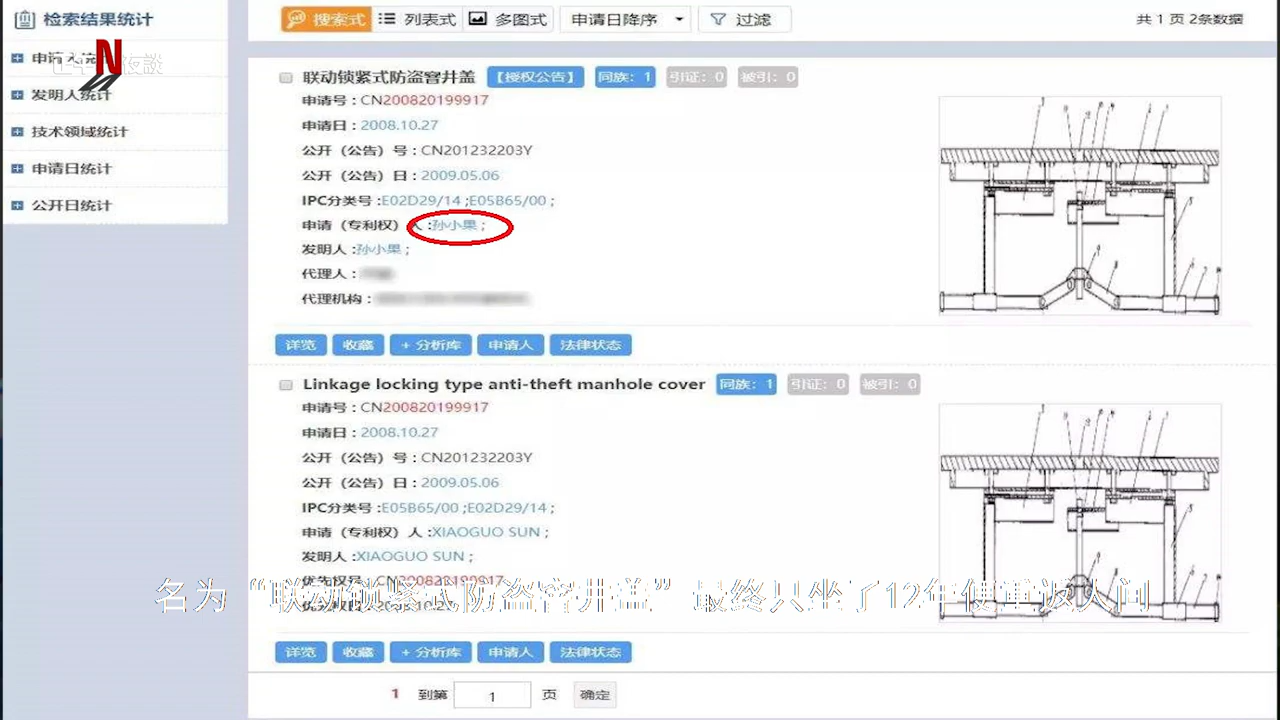 检索结果统计
申请人统计
发明人统计
技术领域统计
申请日统计
公开日统计
搜索式 列表式 多图式 申请日降序 过滤 共 1 页 2条数据
联动锁紧式防盗窨井盖 【授权公告】 同族：1 引证：0 被引：0
申请号：CN200820199917
申请日：2008.10.27
公开（公告）号：CN201232203Y
公开（公告）日：2009.05.06
IPC分类号:E02D29/14 ;E05B65/00 ;
申请（专利权）人 :孙小果 ;
发明人 :孙小果 ;
代理人：
代理机构：
详览 收藏 + 分析库 申请人 法律状态
Linkage locking type anti-theft manhole cover 同族：1 引证：0 被引：0
申请号：CN200820199917
申请日：2008.10.27
公开（公告）号：CN201232203Y
公开（公告）日：2009.05.06
IPC分类号:E05B65/00 ;E02D29/14 ;
申请（专利权）人 :XIAOGUO SUN ;
发明人 :XIAOGUO SUN ;
名为“联动锁紧式防盗窨井盖”最终只坐了12年便重返人间
详览 收藏 + 分析库 申请人 法律状态
1 到第 1 页 确定